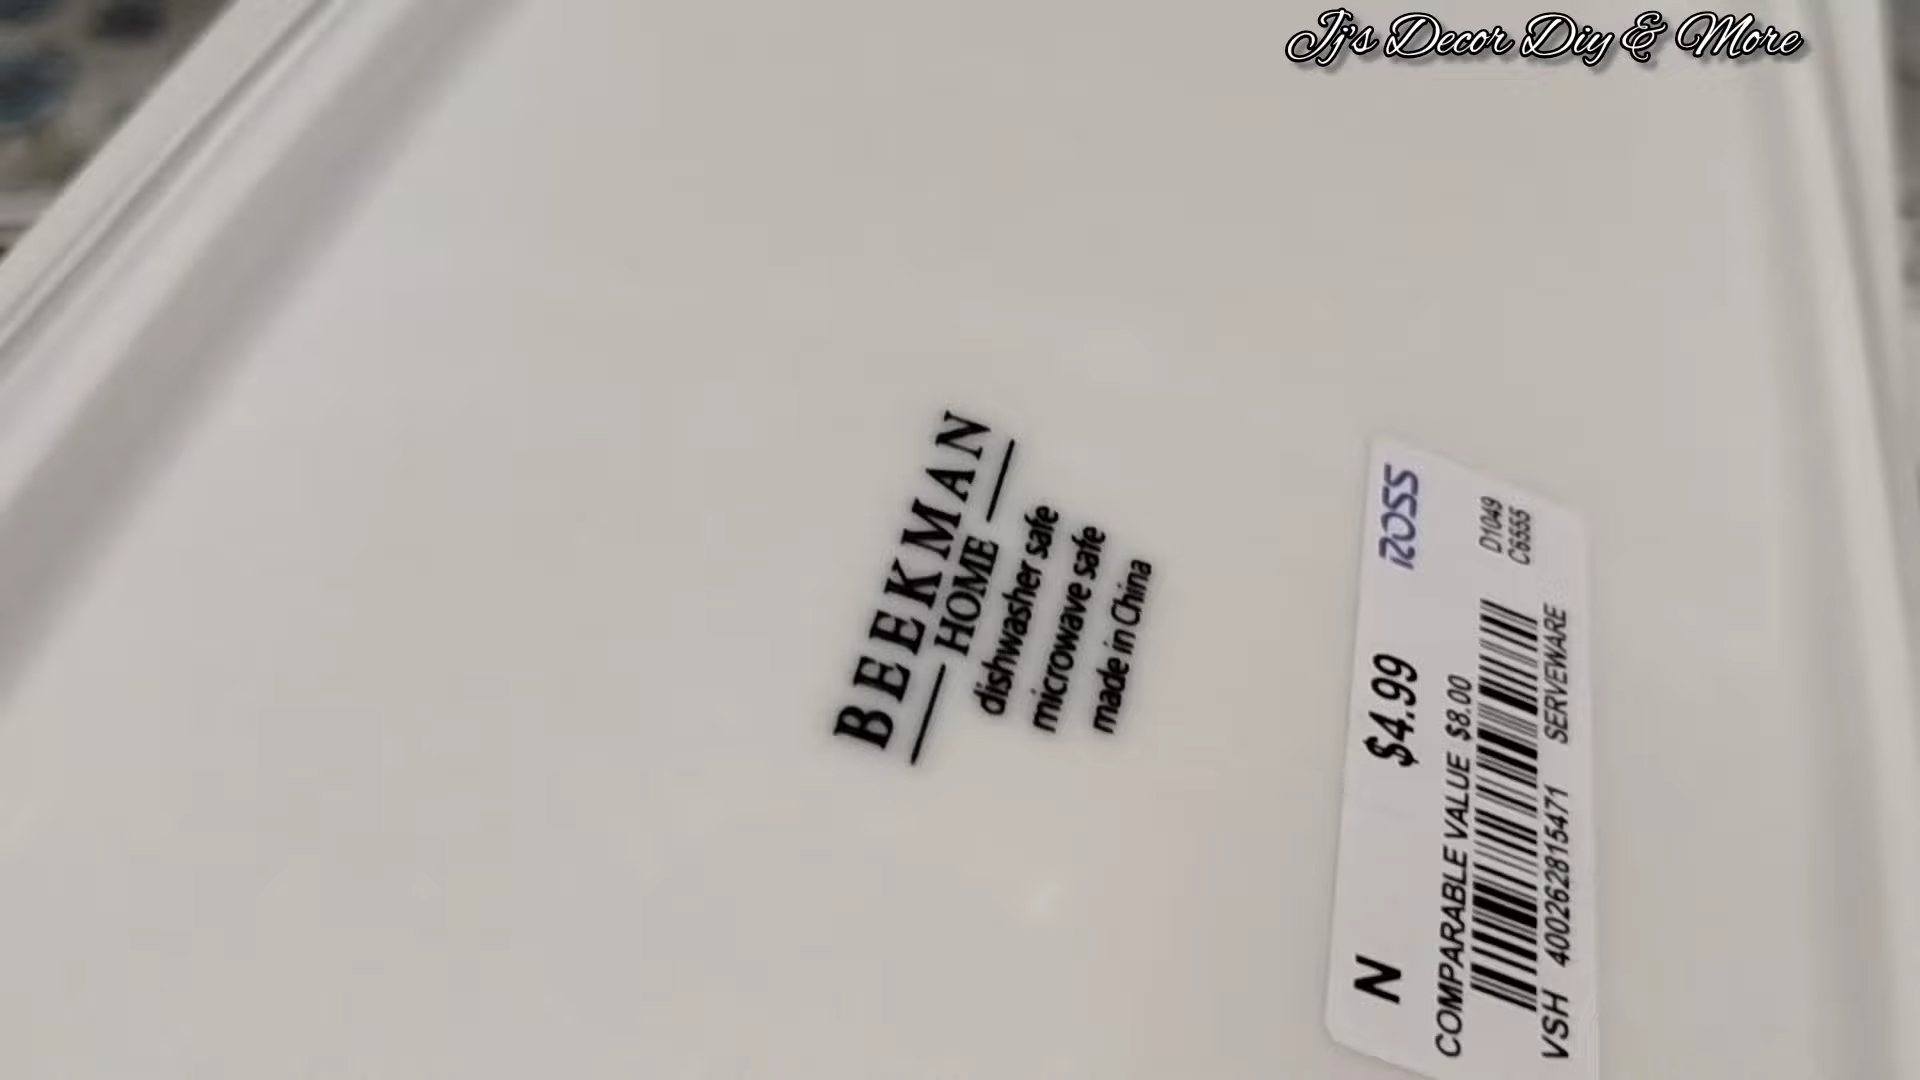 Jj's Decor Diy & More
BEEKMAN
HOME
dishwasher safe
microwave safe
made in China
N $4.99 ROSS
COMPARABLE VALUE $8.00
D1049
C6555
VSH 400262815471 SERVEWARE